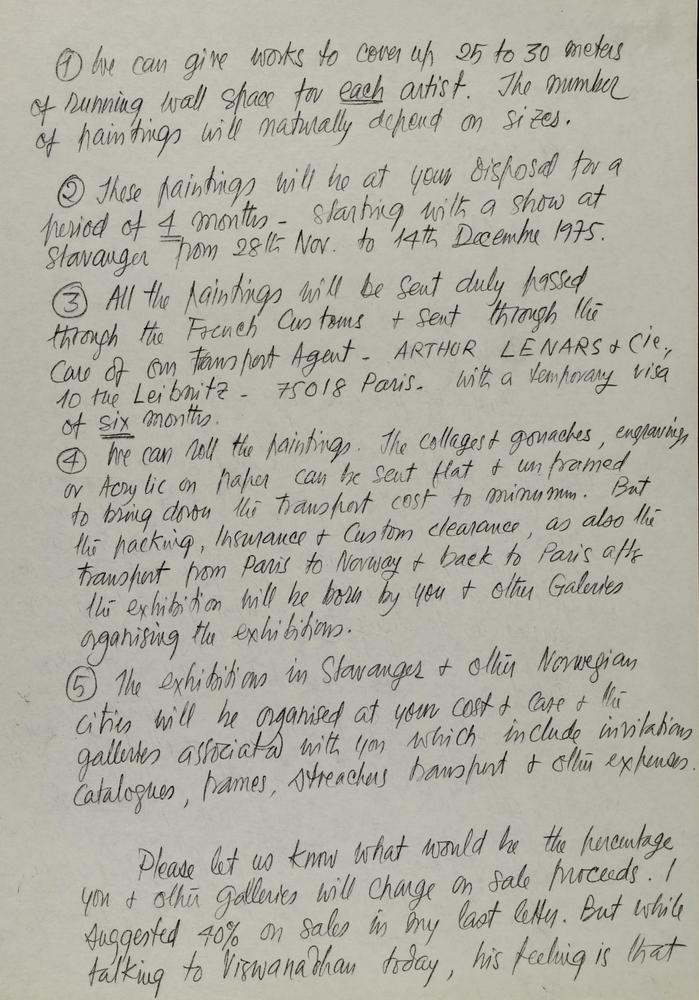 ① We can give works to cover up 25 to 30 meters
of running wall space for each artist. The number
of paintings will naturally depend on sizes.
② These paintings will be at your disposal for a
period of 4 months - starting with a show at
Stavanger from 28th Nov. to 14th Decembre 1975.
③ All the paintings will be sent duly passed
through the French Customs + sent through the
Care of our Transport Agent - ARTHUR LENARS & Cie,,
10 rue Leibnitz - 75018 Paris. with a temporary visa
of six months.
④ We can roll the paintings. The collages + gouaches, engravings
or Acrylic on paper can be sent flat + unframed
to bring down the transport cost to minimum. But
the packing, Insurance + Custom clearance, as also the
transport from Paris to Norway + back to Paris after
the exhibition will be born by you + other Galeries
organising the exhibitions.
⑤ The exhibitions in Stavanger + other Norwegian
cities will be organised at your cost + care + the
galleries associated with you which include invitations
Catalogues, frames, streachers transport + other expenses.
Please let us know what would be the percentage
you + other galleries will charge on sale proceeds. I
suggested 40% on sales in my last letter. But while
talking to Viswanadhan today, his feeling is that